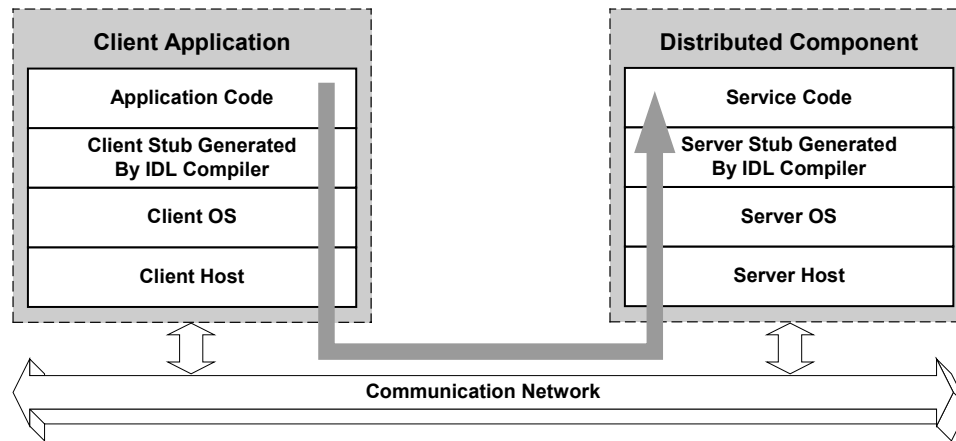 Client Application
Application Code
Client Stub Generated
By IDL Compiler
Client OS
Client Host
Distributed Component
Service Code
Server Stub Generated
By IDL Compiler
Server OS
Server Host
Communication Network